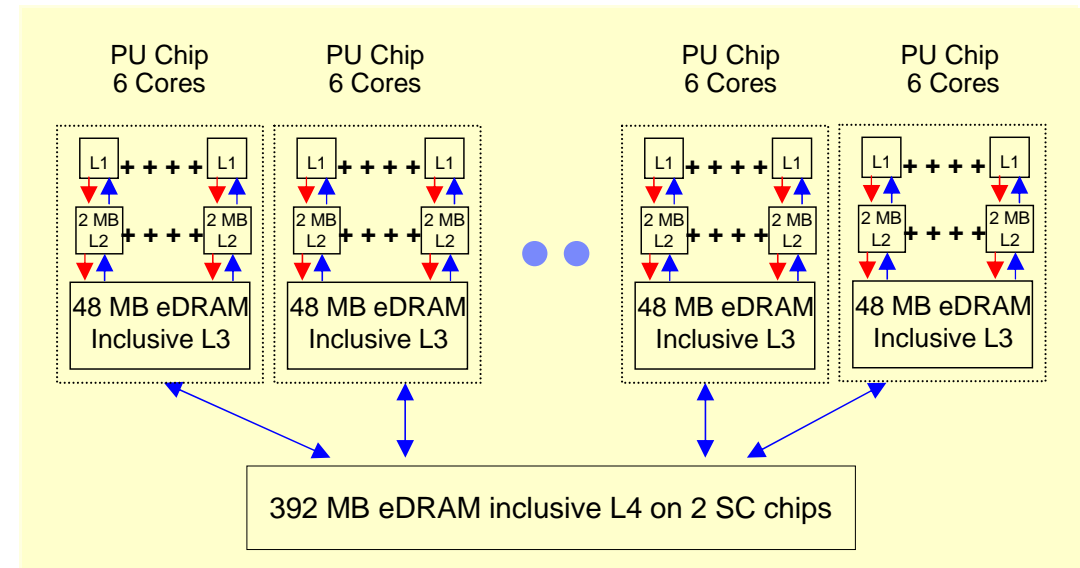 PU Chip
6 Cores
PU Chip
6 Cores
PU Chip
6 Cores
PU Chip
6 Cores
L1 + + + + L1
L1 + + + + L1
L1 + + + + L1
L1 + + + + L1
2 MB
L2 + + + + 2 MB
L2
2 MB
L2 + + + + 2 MB
L2
2 MB
L2 + + + + 2 MB
L2
2 MB
L2 + + + + 2 MB
L2
48 MB eDRAM
Inclusive L3
48 MB eDRAM
Inclusive L3
48 MB eDRAM
Inclusive L3
48 MB eDRAM
Inclusive L3
392 MB eDRAM inclusive L4 on 2 SC chips